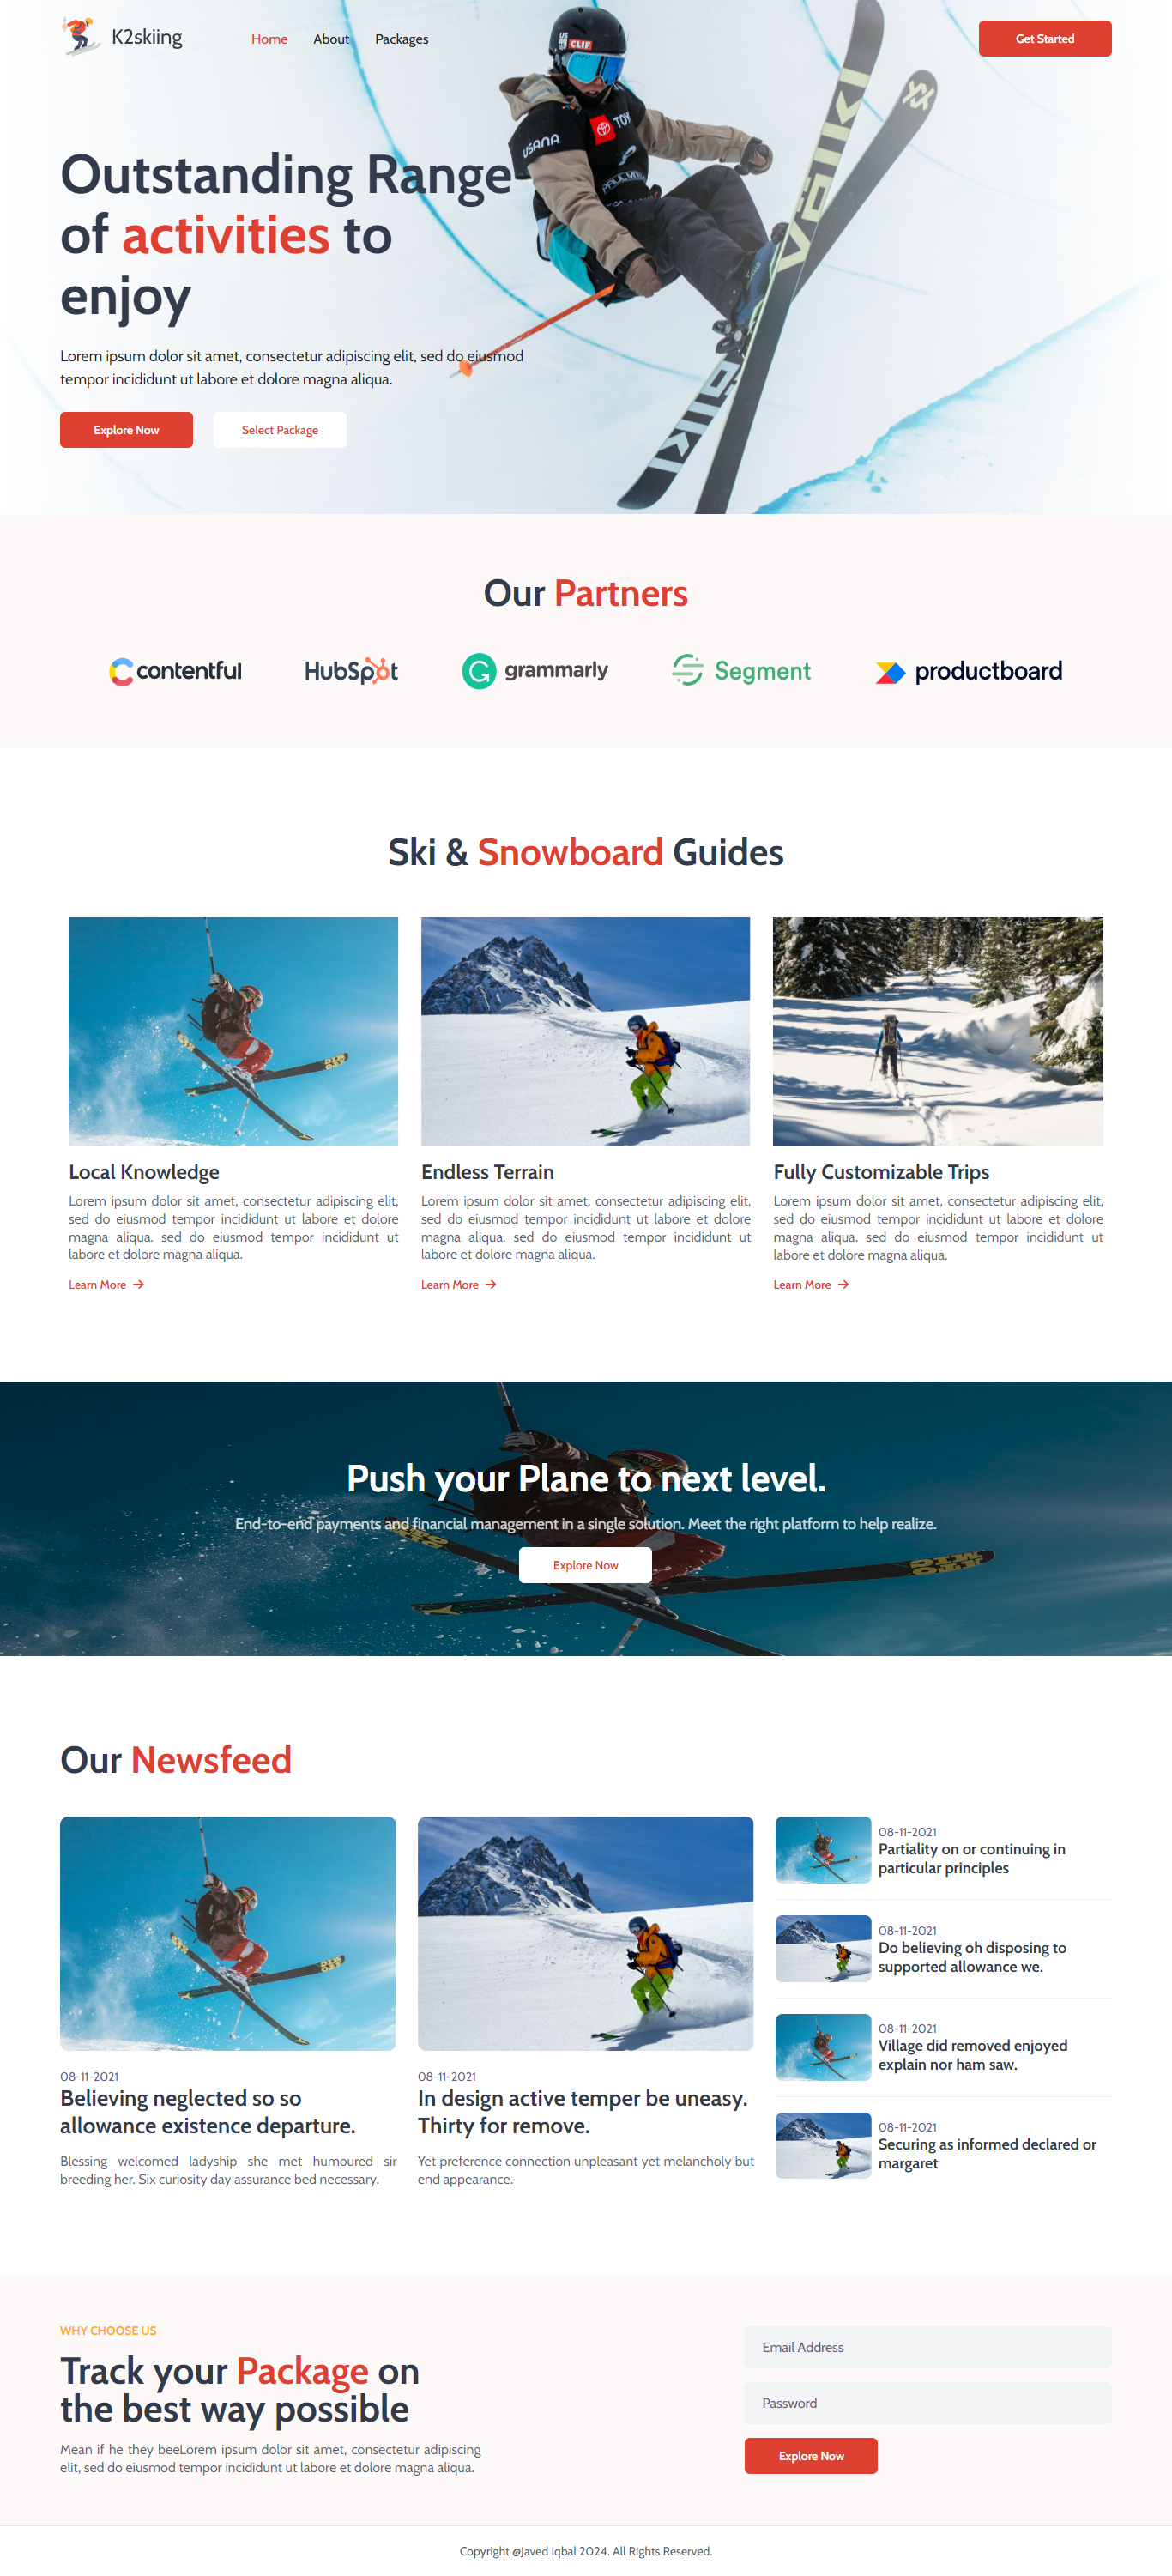 K2skiing
Home
About
Packages
Get Started
US
CLIF
USANA
TOY
VÖLKL
Outstanding Range
of activities to
enjoy
Lorem ipsum dolor sit amet, consectetur adipiscing elit, sed do eiusmod
tempor incididunt ut labore et dolore magna aliqua.
Explore Now
Select Package
Our Partners
contentful
HubSpot
grammarly
Segment
productboard
Ski & Snowboard Guides
Local Knowledge
Lorem ipsum dolor sit amet, consectetur adipiscing elit,
sed do eiusmod tempor incididunt ut labore et dolore
magna aliqua. sed do eiusmod tempor incididunt ut
labore et dolore magna aliqua.
Learn More →
Endless Terrain
Lorem ipsum dolor sit amet, consectetur adipiscing elit,
sed do eiusmod tempor incididunt ut labore et dolore
magna aliqua. sed do eiusmod tempor incididunt ut
labore et dolore magna aliqua.
Learn More →
Fully Customizable Trips
Lorem ipsum dolor sit amet, consectetur adipiscing elit,
sed do eiusmod tempor incididunt ut labore et dolore
magna aliqua. sed do eiusmod tempor incididunt ut
labore et dolore magna aliqua.
Learn More →
Push your Plane to next level.
End-to-end payments and financial management in a single solution. Meet the right platform to help realize.
Explore Now
Our Newsfeed
08-11-2021
Believing neglected so so
allowance existence departure.
Blessing welcomed ladyship she met humoured sir
breeding her. Six curiosity day assurance bed necessary.
08-11-2021
In design active temper be uneasy.
Thirty for remove.
Yet preference connection unpleasant yet melancholy but
end appearance.
08-11-2021
Partiality on or continuing in
particular principles
08-11-2021
Do believing oh disposing to
supported allowance we.
08-11-2021
Village did removed enjoyed
explain nor ham saw.
08-11-2021
Securing as informed declared or
margaret
WHY CHOOSE US
Track your Package on
the best way possible
Mean if he they beeLorem ipsum dolor sit amet, consectetur adipiscing
elit, sed do eiusmod tempor incididunt ut labore et dolore magna aliqua.
Email Address
Password
Explore Now
Copyright @Javed Iqbal 2024. All Rights Reserved.